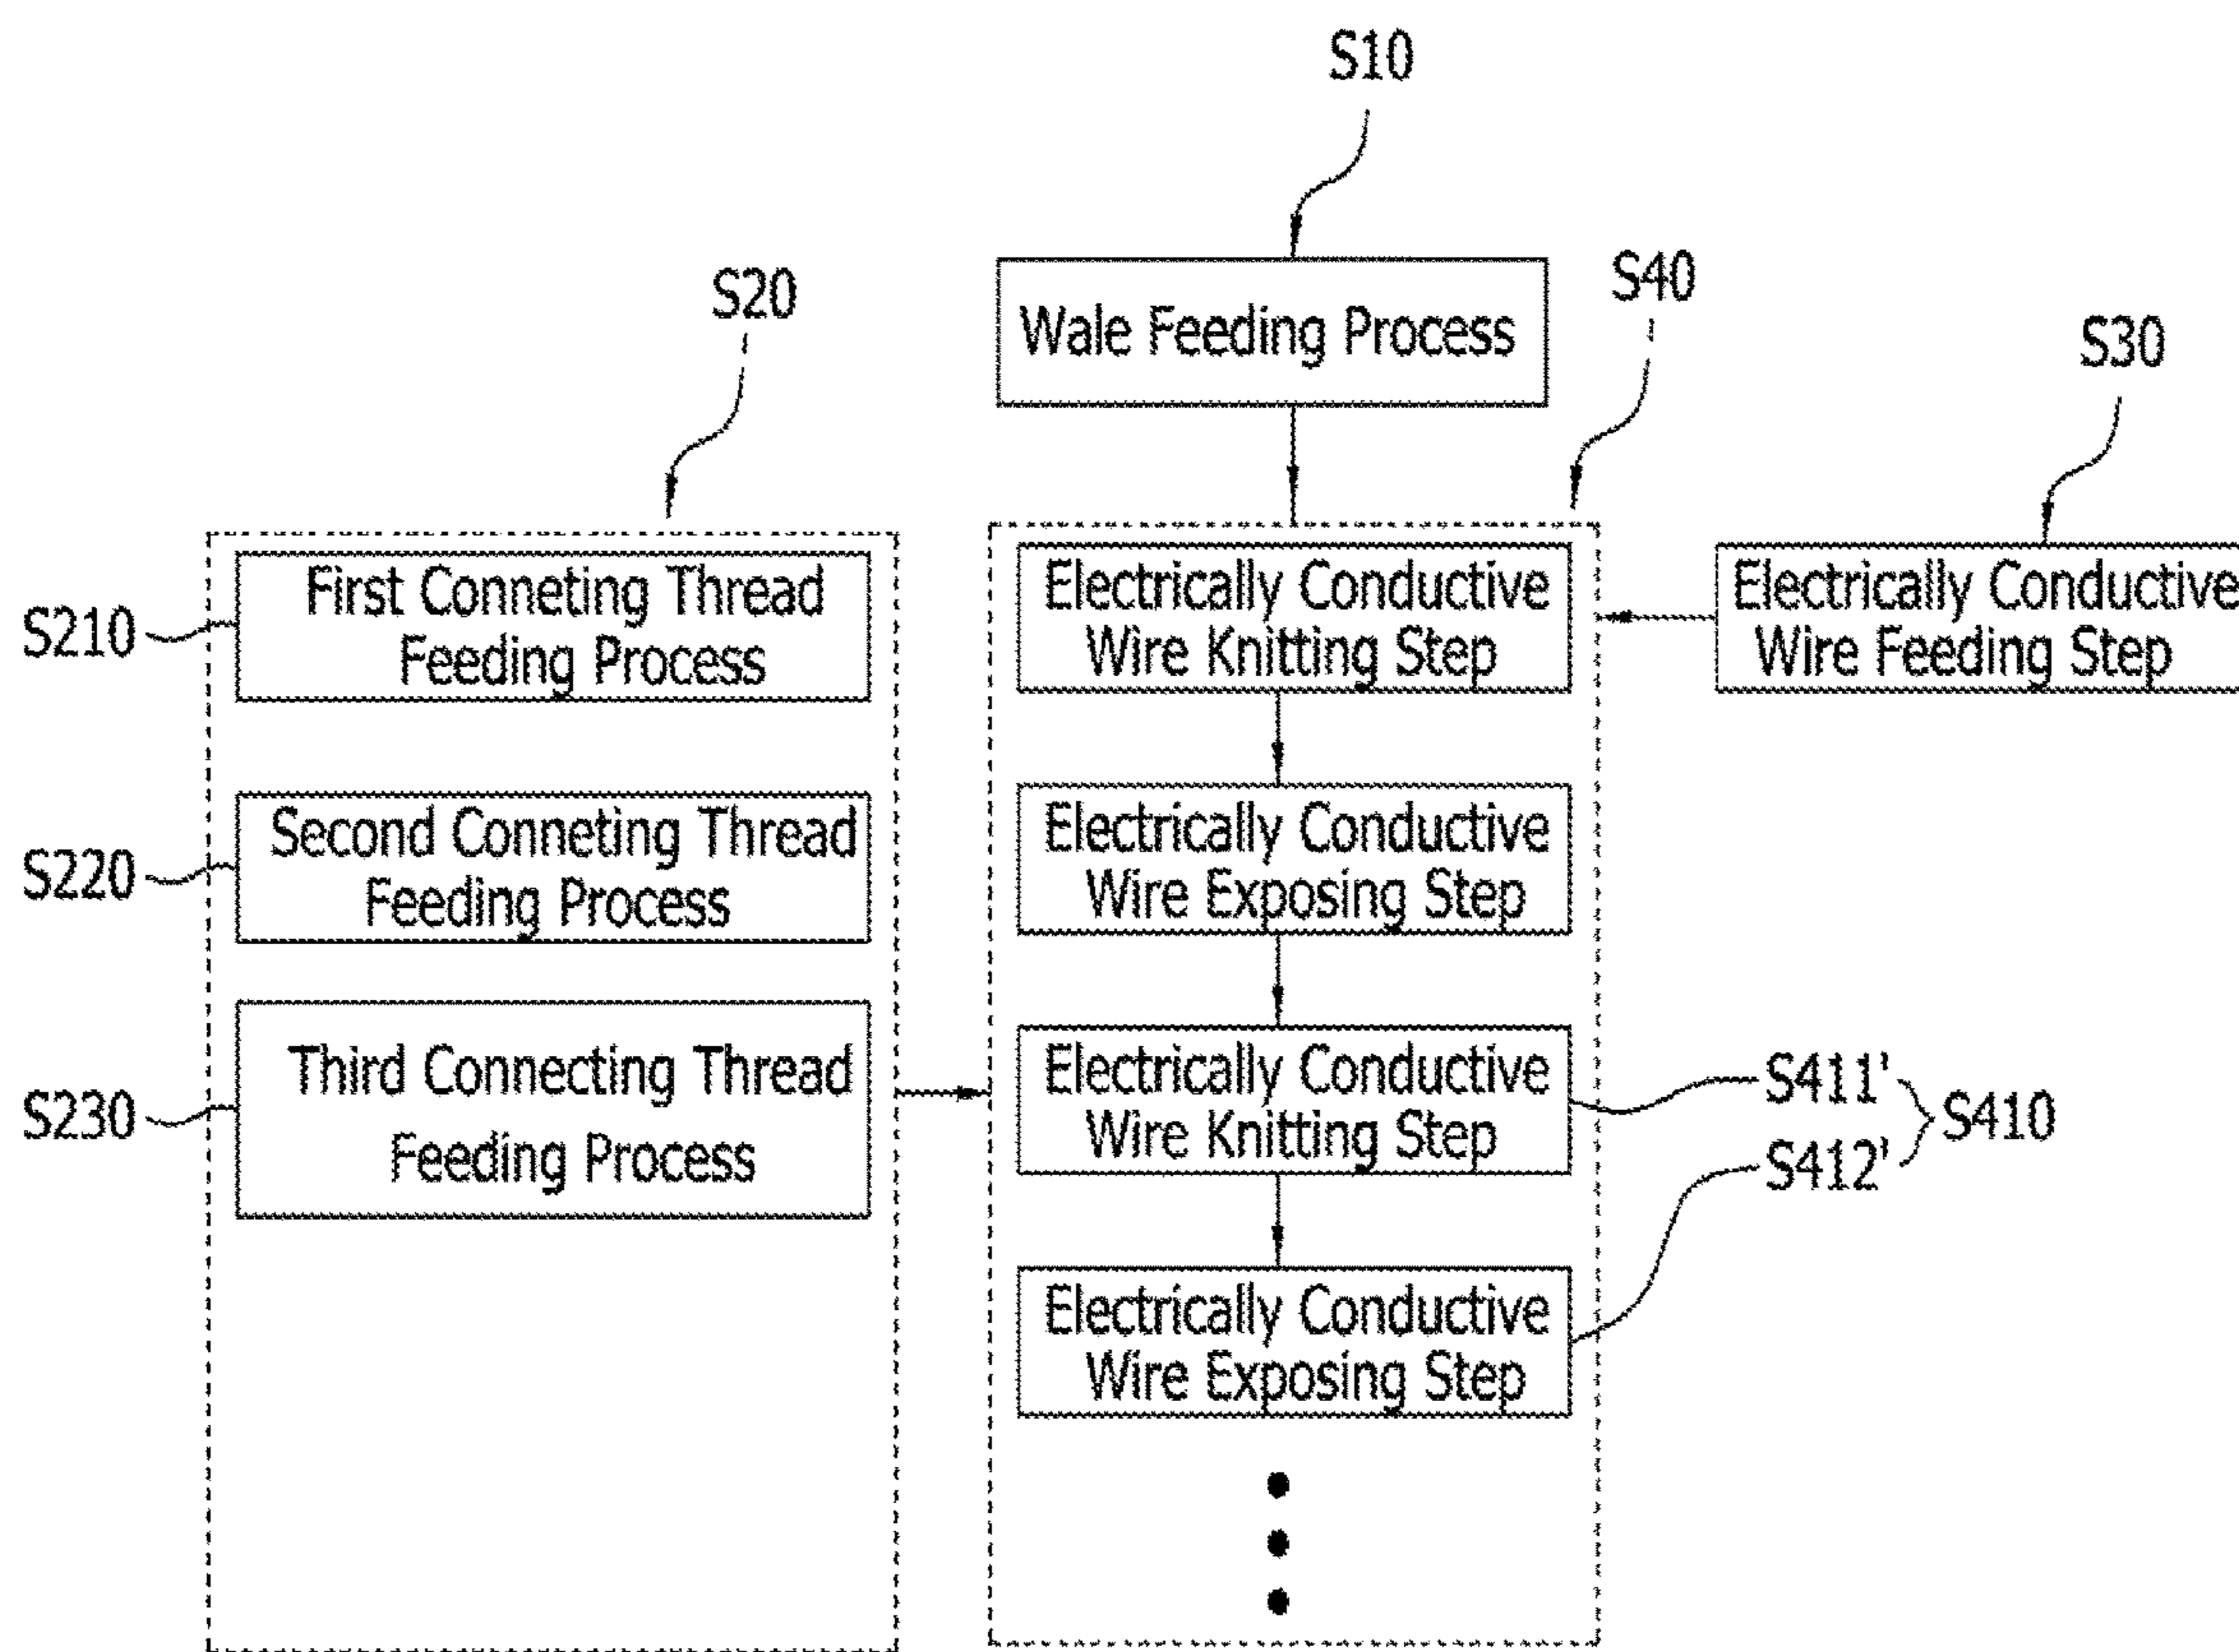 S10
S20
Wale Feeding Process
S40
S30
S210
First Conneting Thread
Feeding Process
S220
Second Conneting Thread
Feeding Process
S230
Third Connecting Thread
Feeding Process
Electrically Conductive
Wire Knitting Step
Electrically Conductive
Wire Exposing Step
Electrically Conductive
Wire Knitting Step
Electrically Conductive
Wire Exposing Step
Electrically Conductive
Wire Feeding Step
S411'
S412'
S410